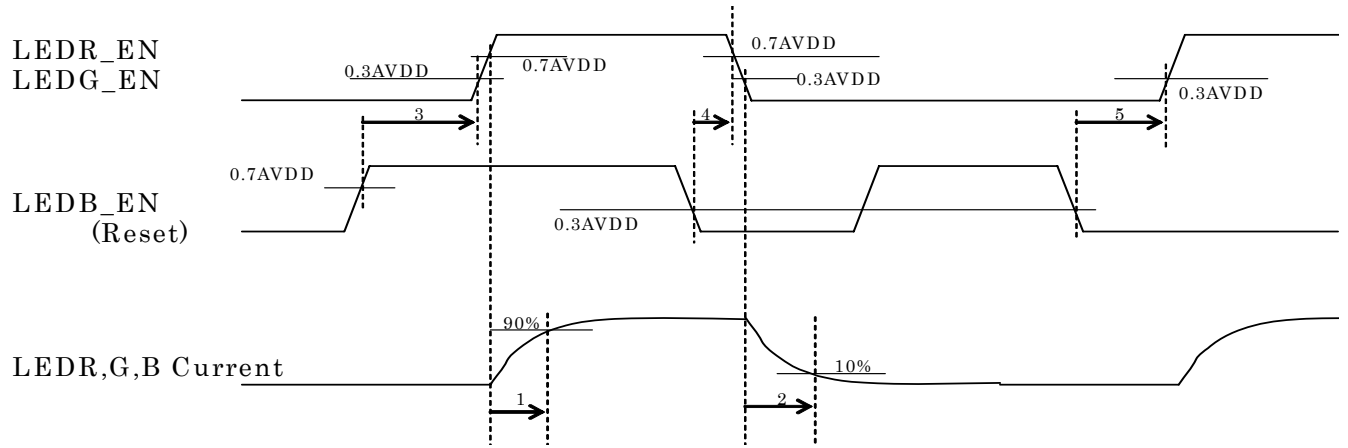 LEDR_EN
0.7AVDD
LEDG_EN
0.3AVDD
0.7AVDD
0.3AVDD
0.3AVDD
3
4
5
0.7AVDD
LEDB_EN
(Reset)
0.3AVDD
90%
LEDR,G,B Current
10%
1
2